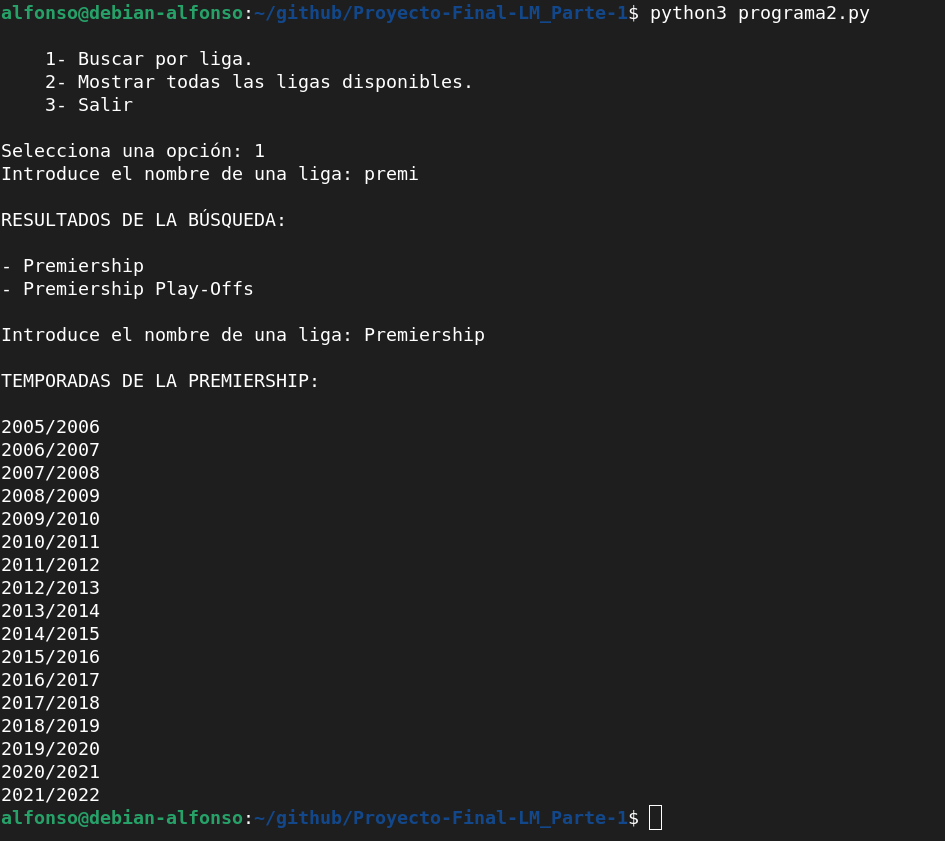 alfonso@debian-alfonso:~/github/Proyecto-Final-LM_Parte-1$ python3 programa2.py
1- Buscar por liga.
2- Mostrar todas las ligas disponibles.
3- Salir
Selecciona una opción: 1
Introduce el nombre de una liga: premi
RESULTADOS DE LA BÚSQUEDA:
- Premiership
- Premiership Play-Offs
Introduce el nombre de una liga: Premiership
TEMPORADAS DE LA PREMIERSHIP:
2005/2006
2006/2007
2007/2008
2008/2009
2009/2010
2010/2011
2011/2012
2012/2013
2013/2014
2014/2015
2015/2016
2016/2017
2017/2018
2018/2019
2019/2020
2020/2021
2021/2022
alfonso@debian-alfonso:~/github/Proyecto-Final-LM_Parte-1$